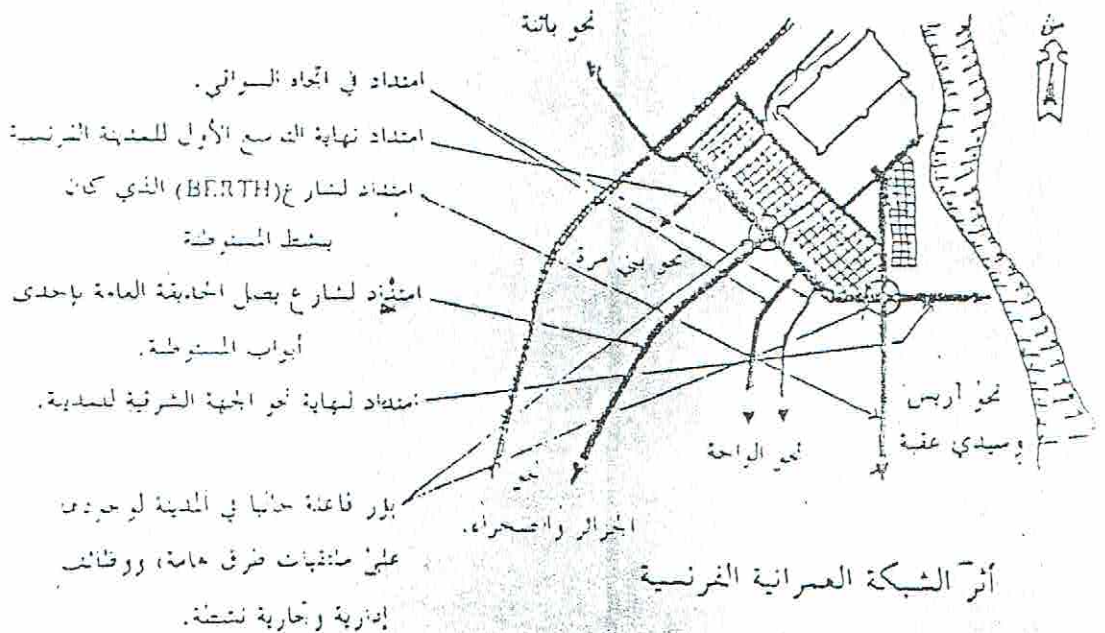 نحو باتنة
ش
امتداد في اتجاه السواقي.
امتداد نهاية التوسع الأول للمدينة الفرنسية
امتداد لشارع (BERTH) الذي كان
ينشط المستوطنة
امتداد لشارع يصل الحديقة العامة بإحدى
أبواب المستوطنة.
امتداد لنهاية نحو الجهة الشرقية للمدينة.
بؤر فاعلة حاليا في المدينة لوجودها
على ملتقيات طرق هامة، ووظائف
إدارية وتجارية نشطة.
نحو بني مرة
نحو الواحة
نحو آريس
وسيدي عقبة
نحو
الجزائر والصحراء.
أثر الشبكة العمرانية الفرنسية